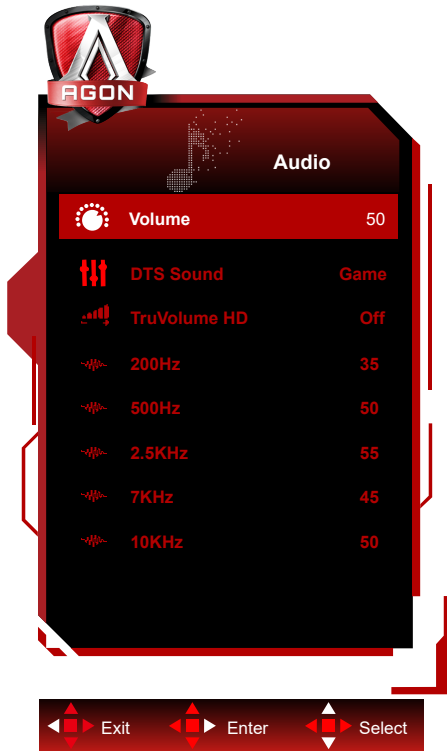 AGON
Audio
Volume 50
DTS Sound Game
TruVolume HD Off
200Hz 35
500Hz 50
2.5KHz 55
7KHz 45
10KHz 50
Exit Enter Select